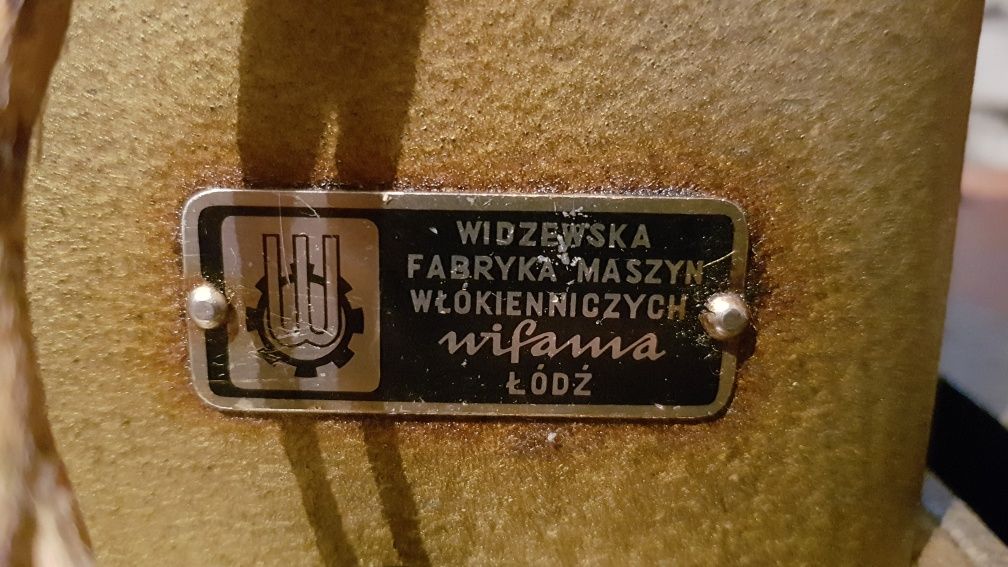 WIDZEWSKA
FABRYKA MASZYN
WŁÓKIENNICZYCH
wifama
ŁÓDŹ